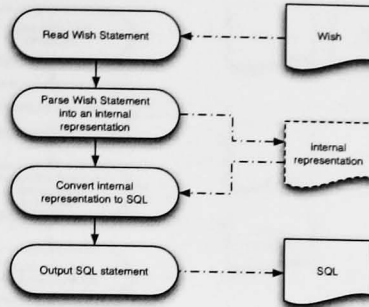 Read Wish Statement
Wish
Parse Wish Statement
into an internal
representation
internal
representation
Convert internal
representation to SQL
Output SQL statement
SQL